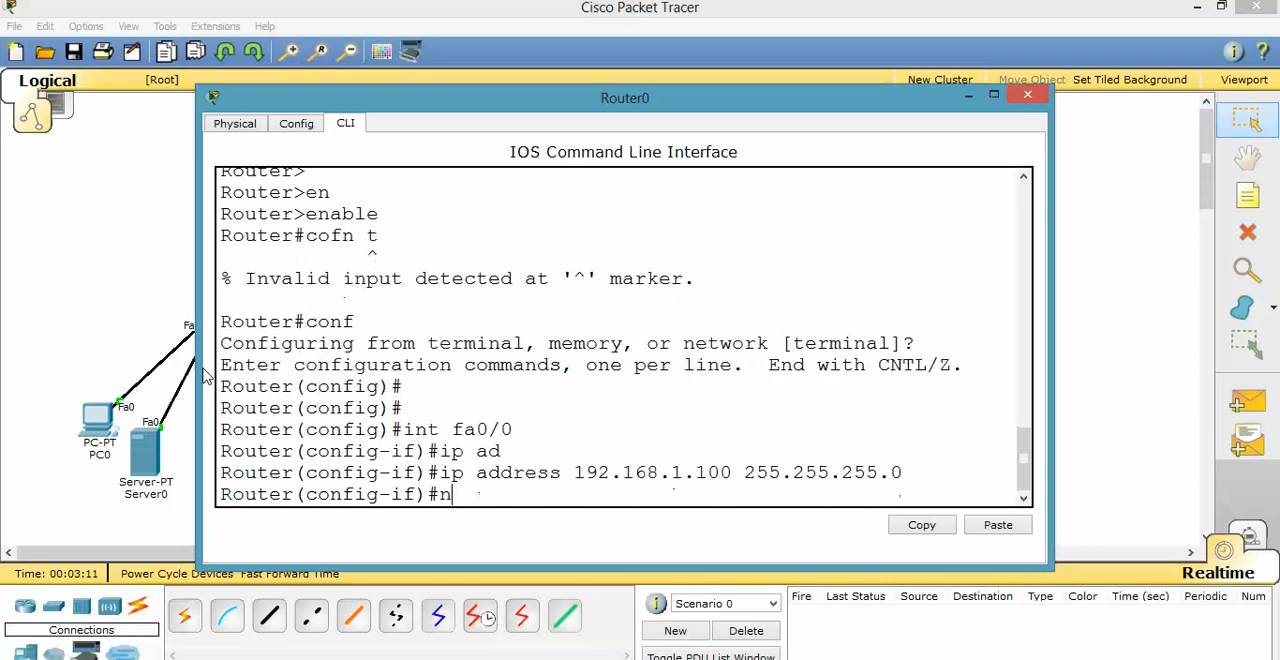 Cisco Packet Tracer
File Edit Options View Tools Extensions Help
Logical [Root] New Cluster Move Object Set Tiled Background Viewport
Router0
Physical Config CLI
IOS Command Line Interface
Router>
Router>en
Router>enable
Router#cofn t
^
% Invalid input detected at '^' marker.
Router#conf
Configuring from terminal, memory, or network [terminal]?
Enter configuration commands, one per line. End with CNTL/Z.
Router(config)#
Router(config)#
Router(config)#int fa0/0
Router(config-if)#ip ad
Router(config-if)#ip address 192.168.1.100 255.255.255.0
Router(config-if)#n
Copy Paste
Fa
Fa0
PC-PT
PC0
Fa0
Server-PT
Server0
Time: 00:03:11 Power Cycle Devices Fast Forward Time Realtime
Connections
Scenario 0
New Delete
Toggle PDU List Window
Fire Last Status Source Destination Type Color Time (sec) Periodic Num